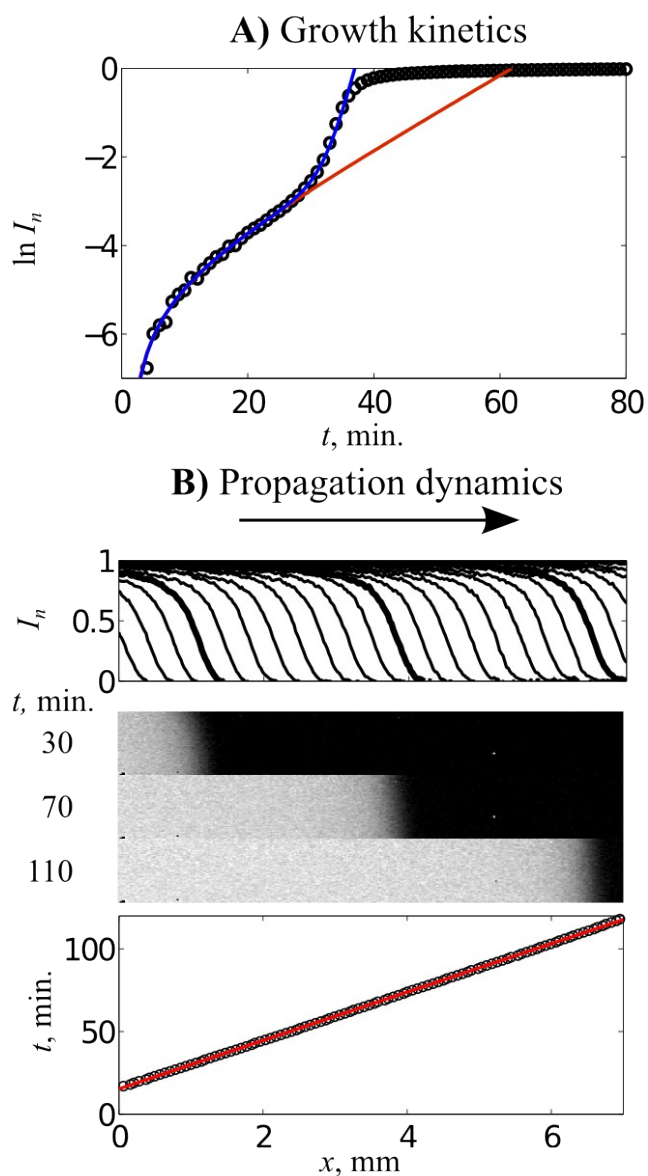 A) Growth kinetics
0
−2
−4
−6
ln Iₙ
0 20 40 60 80
t, min.
B) Propagation dynamics
1
0.5
0
Iₙ
t, min.
30
70
110
100
50
0
t, min.
0 2 4 6
x, mm